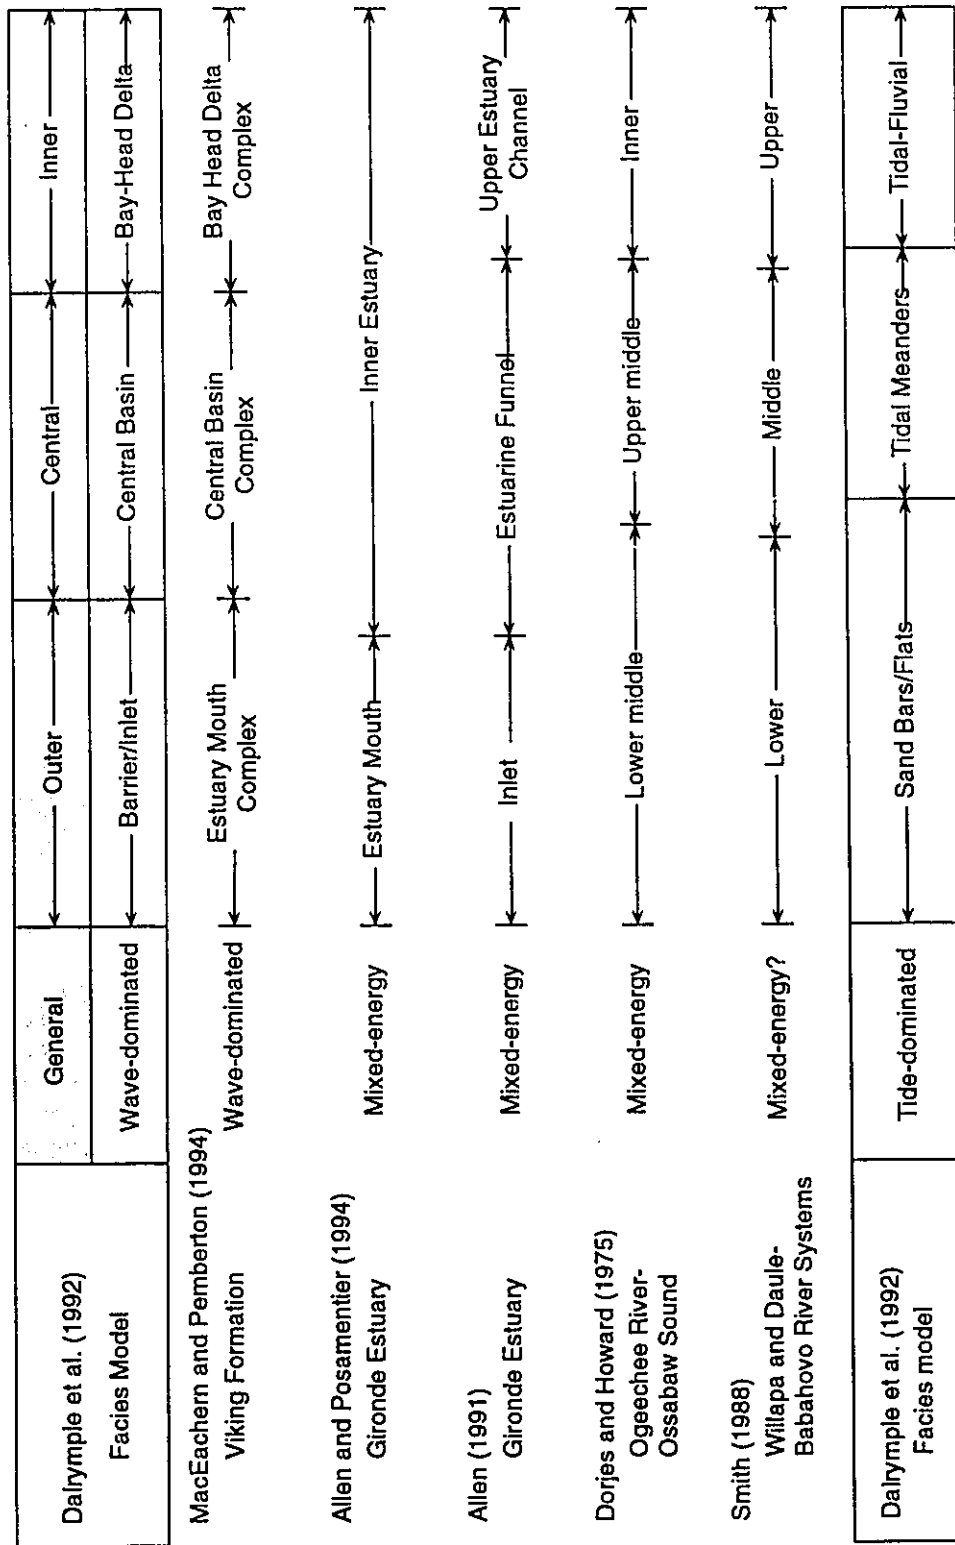 Dalrymple et al. (1992)
Facies Model
General
Outer
Central
Inner
Wave-dominated
Barrier/Inlet
Central Basin
Bay-Head Delta
MacEachern and Pemberton (1994)
Viking Formation
Wave-dominated
Estuary Mouth
Complex
Central Basin
Complex
Bay Head Delta
Complex
Allen and Posamentier (1994)
Gironde Estuary
Mixed-energy
Estuary Mouth
Inner Estuary
Allen (1991)
Gironde Estuary
Mixed-energy
Inlet
Estuarine Funnel
Upper Estuary
Channel
Dorjes and Howard (1975)
Ogeechee River-
Ossabaw Sound
Mixed-energy
Lower middle
Upper middle
Inner
Smith (1988)
Willapa and Daule-
Babahovo River Systems
Mixed-energy?
Lower
Middle
Upper
Dalrymple et al. (1992)
Facies model
Tide-dominated
Sand Bars/Flats
Tidal Meanders
Tidal-Fluvial